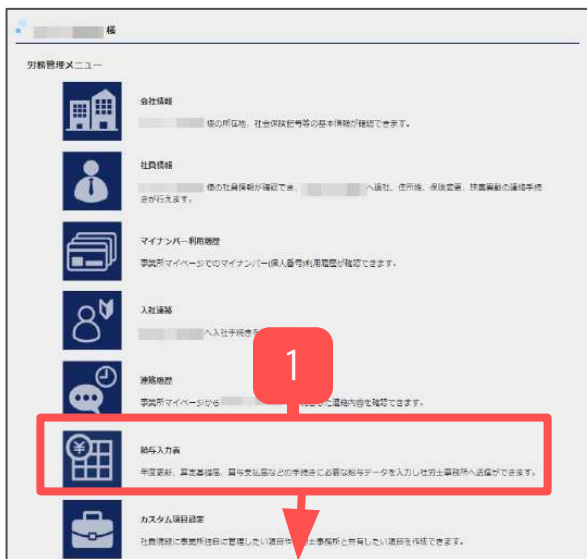 様
労務管理メニュー
会社情報
様の所在地、社会保険記号等の基本情報が確認できます。
社員情報
様の社員情報が確認でき、 へ退社、住所等、保険変更、扶養異動の連絡手続
きが行えます。
マイナンバー利用履歴
事業所マイページでのマイナンバー(個人番号)利用履歴が確認できます。
入社連絡
へ入社手続き
1
連絡履歴
事業所マイページから した連絡内容を確認できます。
給与入力表
年度更新、算定基礎届、賞与支払届などの手続きに必要な給与データを入力し社労士事務所へ送信ができます。
カスタム項目設定
社員情報に事業所独自に管理したい項目や 士事務所と共有したい項目を作成できます。